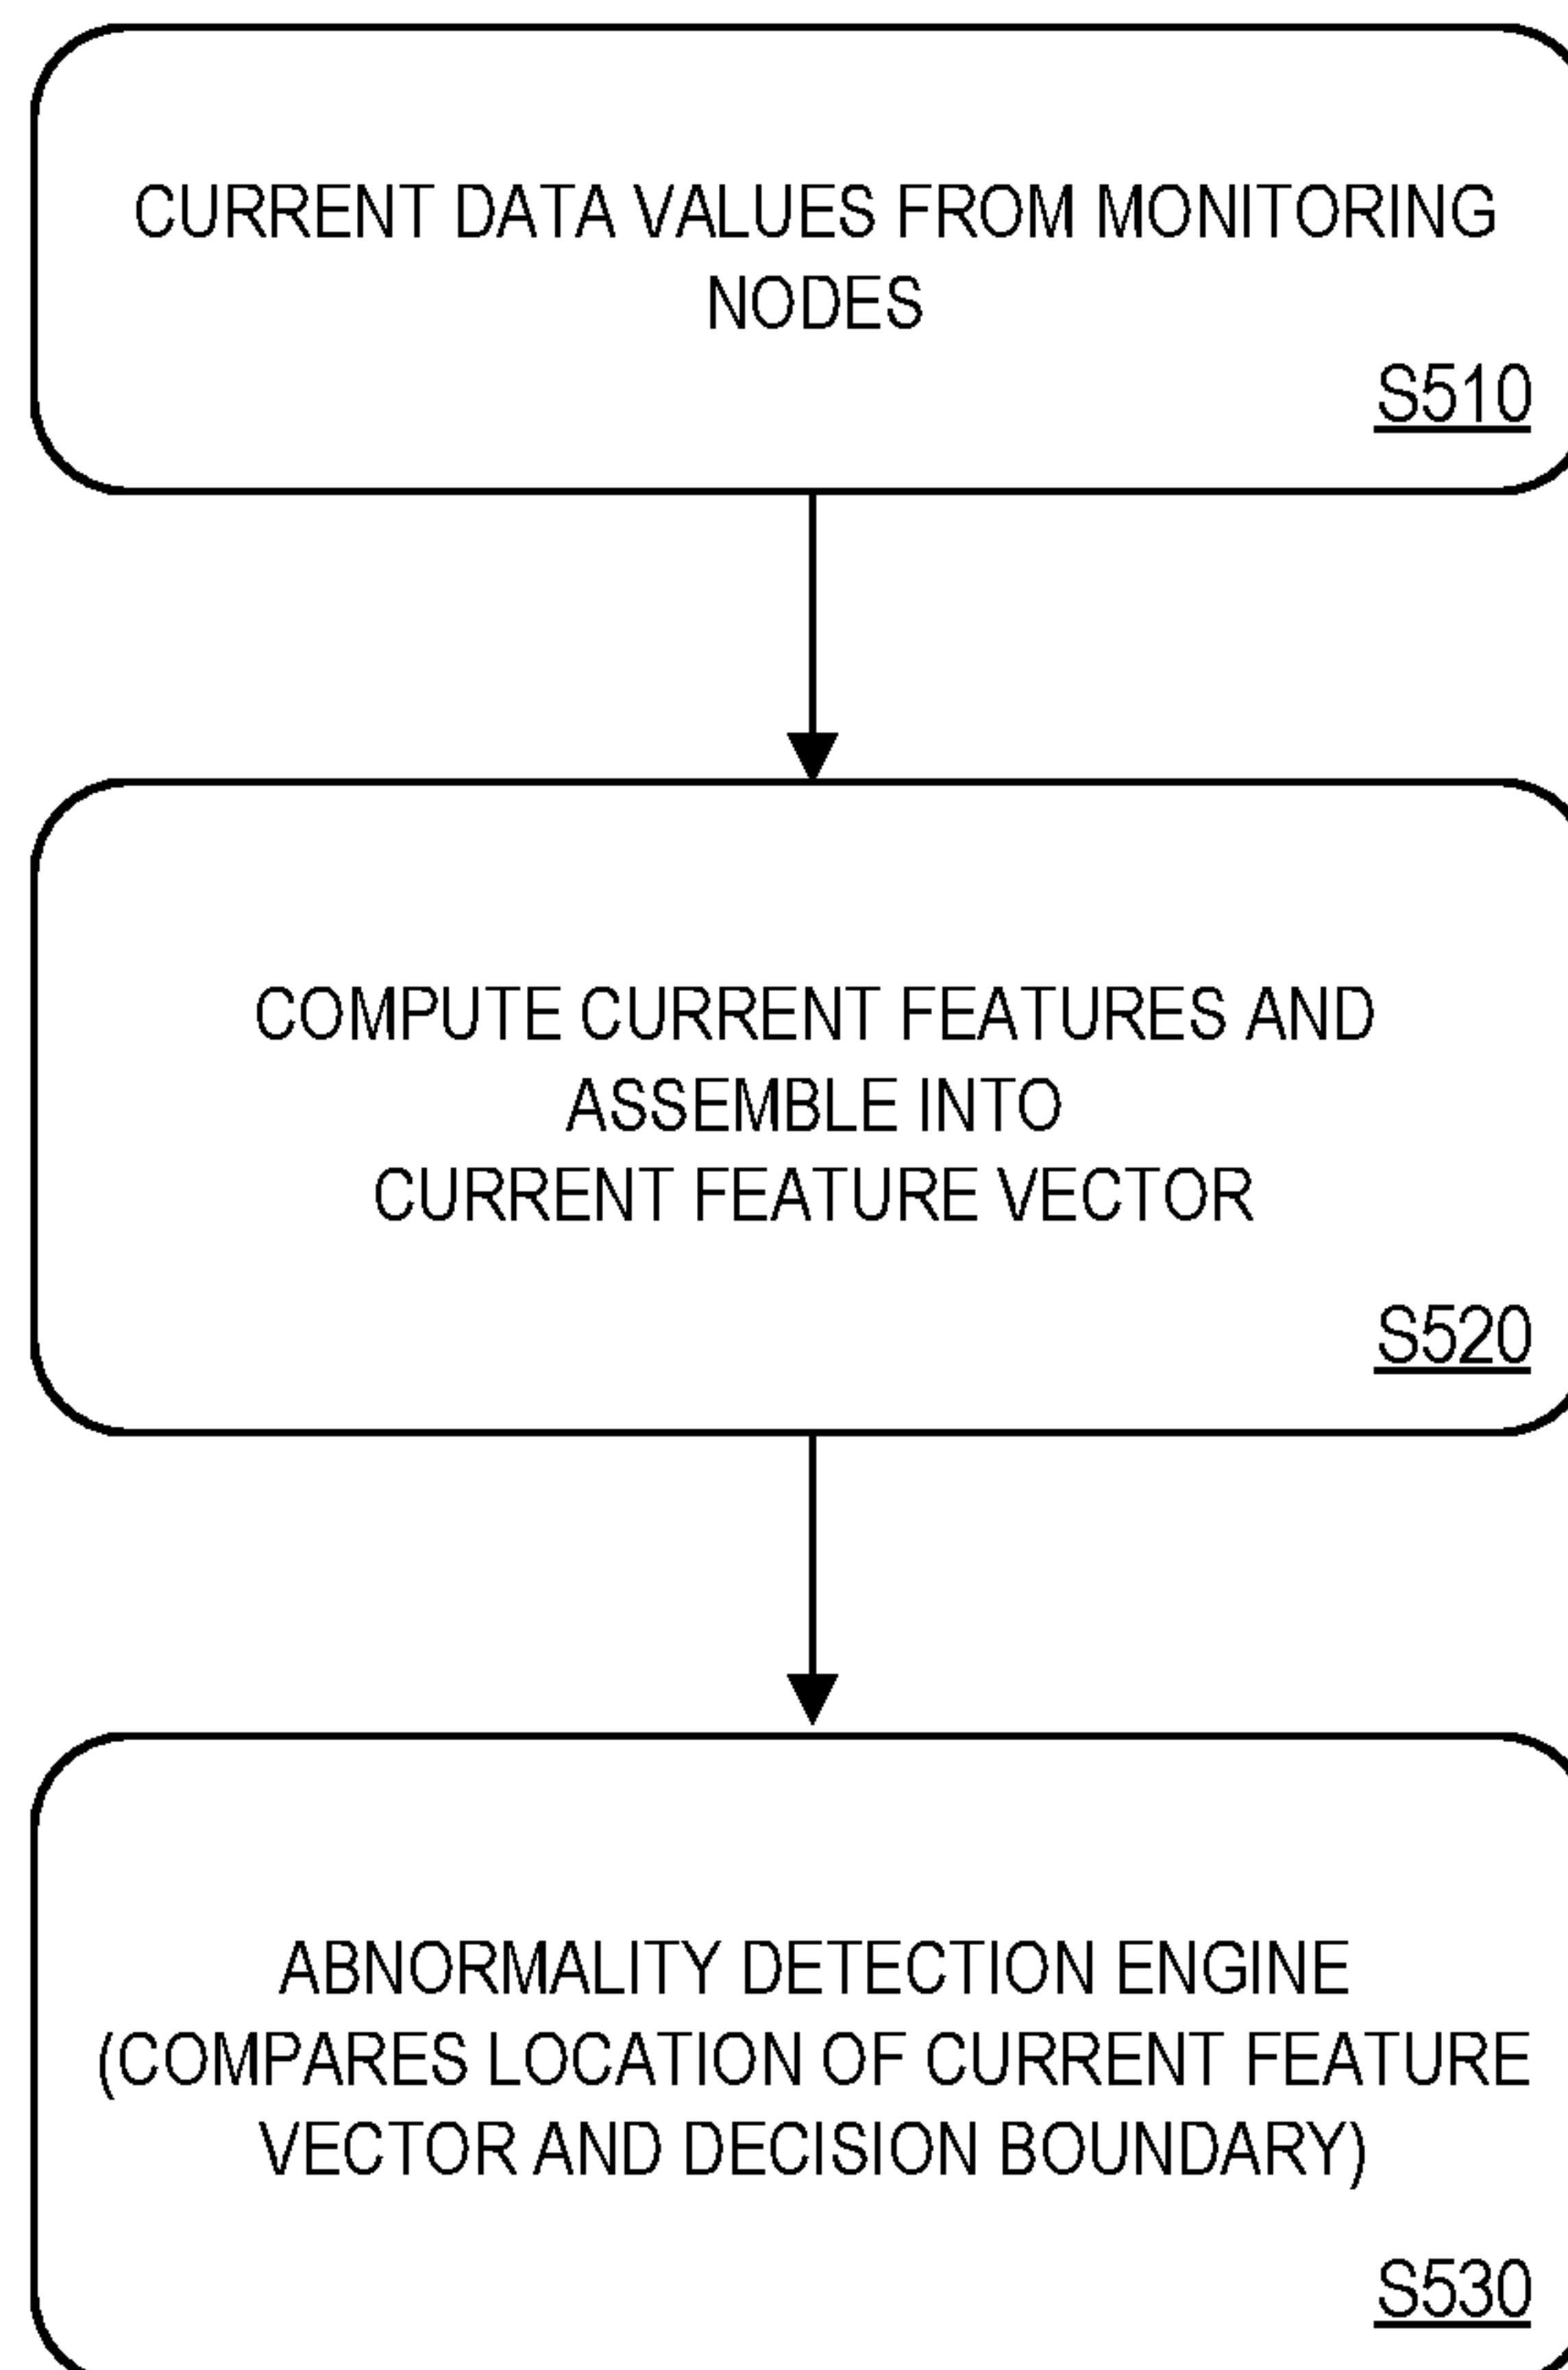 CURRENT DATA VALUES FROM MONITORING
NODES
S510
COMPUTE CURRENT FEATURES AND
ASSEMBLE INTO
CURRENT FEATURE VECTOR
S520
ABNORMALITY DETECTION ENGINE
(COMPARES LOCATION OF CURRENT FEATURE
VECTOR AND DECISION BOUNDARY)
S530